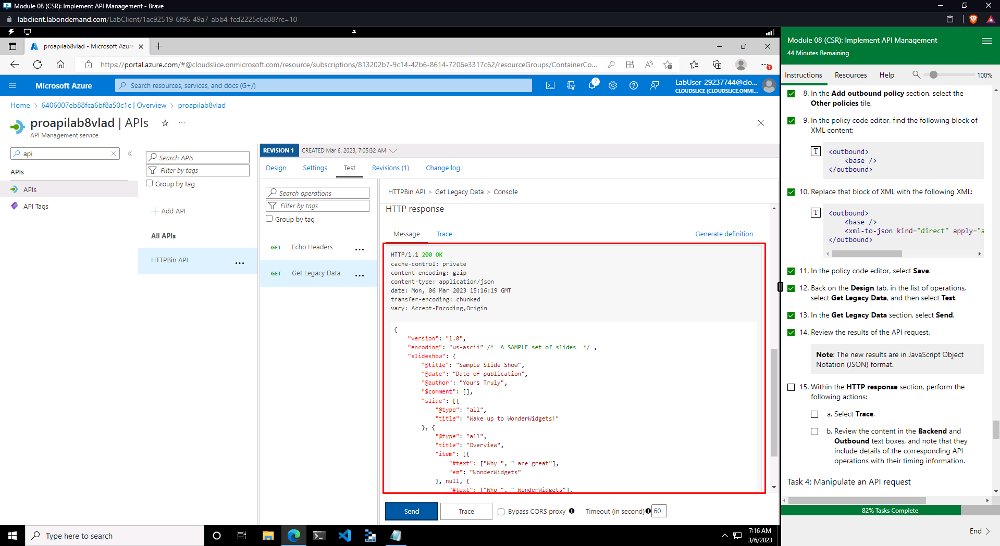 Module 08 (CSR): Implement API Management - Brave
labclient.labondemand.com/LabClient/1ac92519-6f96-49a7-abb4-fcd2225c6e08?rc=10
proapilab8vlad - Microsoft Azure
https://portal.azure.com/#@cloudslice.onmicrosoft.com/resource/subscriptions/813202b7-9c14-42b6-8614-7206e3317c62/resourceGroups/ContainerCo...
Microsoft Azure
Search resources, services, and docs (G+/)
7
LabUser-29237744@clo...
CLOUDSLICE (CLOUDSLICE.ONMI...
Home > 6406007eb88fca6bf8a50c1c | Overview > proapilab8vlad
proapilab8vlad | APIs
API Management service
api
APIs
APIs
API Tags
Search APIs
Filter by tags
Group by tag
Add API
All APIs
HTTPBin API
REVISION 1
CREATED Mar 6, 2023, 7:05:32 AM
Design
Settings
Test
Revisions (1)
Change log
Search operations
Filter by tags
Group by tag
GET Echo Headers
GET Get Legacy Data
HTTPBin API > Get Legacy Data > Console
HTTP response
Message
Trace
Generate definition
HTTP/1.1 200 OK
cache-control: private
content-encoding: gzip
content-type: application/json
date: Mon, 06 Mar 2023 15:16:19 GMT
transfer-encoding: chunked
vary: Accept-Encoding,Origin
{
"version": "1.0",
"encoding": "us-ascii" /*  A SAMPLE set of slides  */ ,
"slideshow": {
"@title": "Sample Slide Show",
"@date": "Date of publication",
"@author": "Yours Truly",
"$comment": [],
"slide": [{
"@type": "all",
"title": "Wake up to WonderWidgets!"
}, {
"@type": "all",
"title": "Overview",
"item": [{
"#text": ["Why ", " are great"],
"em": "WonderWidgets"
}, null, {
"#text": ["Who ", " WonderWidgets"],
Send
Trace
Bypass CORS proxy
Timeout (in second)
60
Module 08 (CSR): Implement API Management
44 Minutes Remaining
Instructions
Resources
Help
100%
8. In the Add outbound policy section, select the
Other policies tile.
9. In the policy code editor, find the following block of
XML content:
T
<outbound>
<base />
</outbound>
10. Replace that block of XML with the following XML:
T
<outbound>
<base />
<xml-to-json kind="direct" apply="a
</outbound>
11. In the policy code editor, select Save.
12. Back on the Design tab, in the list of operations,
select Get Legacy Data, and then select Test.
13. In the Get Legacy Data section, select Send.
14. Review the results of the API request.
Note: The new results are in JavaScript Object
Notation (JSON) format.
15. Within the HTTP response section, perform the
following actions:
a. Select Trace.
b. Review the content in the Backend and
Outbound text boxes, and note that they
include details of the corresponding API
operations with their timing information.
Task 4: Manipulate an API request
82% Tasks Complete
End
Type here to search
7:16 AM
3/6/2023